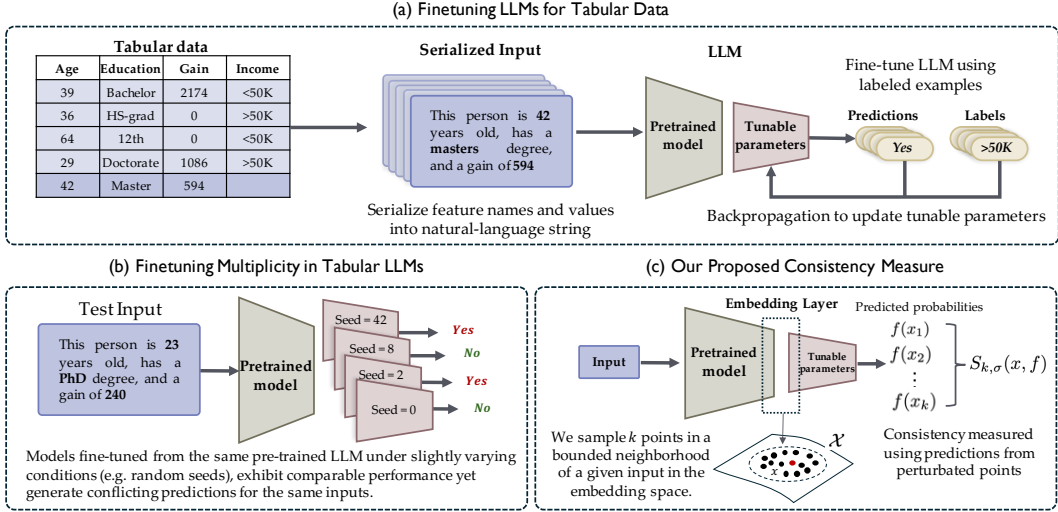 (a) Finetuning LLMs for Tabular Data
Tabular data
Age Education Gain Income
39 Bachelor 2174 <50K
36 HS-grad 0 >50K
64 12th 0 <50K
29 Doctorate 1086 >50K
42 Master 594
Serialized Input
This person is 42
years old, has a
masters degree,
and a gain of 594
Serialize feature names and values
into natural-language string
LLM
Pretrained
model
Tunable
parameters
Fine-tune LLM using
labeled examples
Predictions
Labels
Yes
>50K
Backpropagation to update tunable parameters
(b) Finetuning Multiplicity in Tabular LLMs
Test Input
This person is 23
years old, has a
PhD degree, and a
gain of 240
Pretrained
model
Seed = 42
Seed = 8
Seed = 2
Seed = 0
Yes
No
Yes
No
Models fine-tuned from the same pre-trained LLM under slightly varying
conditions (e.g. random seeds), exhibit comparable performance yet
generate conflicting predictions for the same inputs.
(c) Our Proposed Consistency Measure
Embedding Layer
Input
Pretrained
model
Tunable
parameters
Predicted probabilities
f(x₁)
f(x₂)
⋮
f(xₖ)
S_{k,σ}(x, f)
We sample k points in a
bounded neighborhood
of a given input in the
embedding space.
𝒳
x
Consistency measured
using predictions from
perturbated points